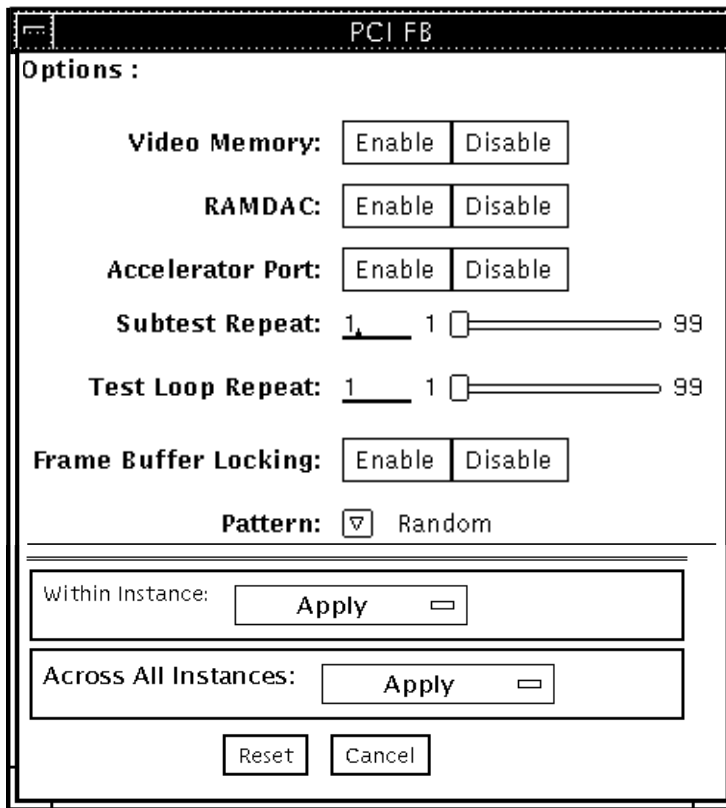 PCI FB
Options :
Video Memory: Enable Disable
RAMDAC: Enable Disable
Accelerator Port: Enable Disable
Subtest Repeat: 1 1 99
Test Loop Repeat: 1 1 99
Frame Buffer Locking: Enable Disable
Pattern: Random
Within Instance: Apply
Across All Instances: Apply
Reset Cancel